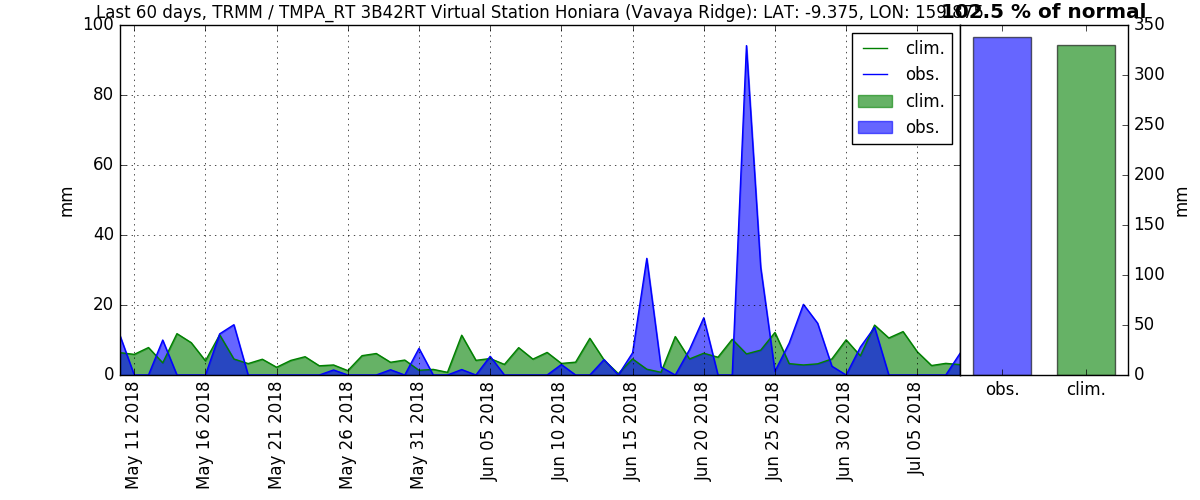 Last 60 days, TRMM / TMPA_RT 3B42RT Virtual Station Honiara (Vavaya Ridge): LAT: -9.375, LON:
102.5 % of normal
100
80
60
40
20
0
mm
clim.
obs.
clim.
obs.
May 11 2018
May 16 2018
May 21 2018
May 26 2018
May 31 2018
Jun 05 2018
Jun 10 2018
Jun 15 2018
Jun 20 2018
Jun 25 2018
Jun 30 2018
Jul 05 2018
350
300
250
200
150
100
50
0
mm
obs.
clim.